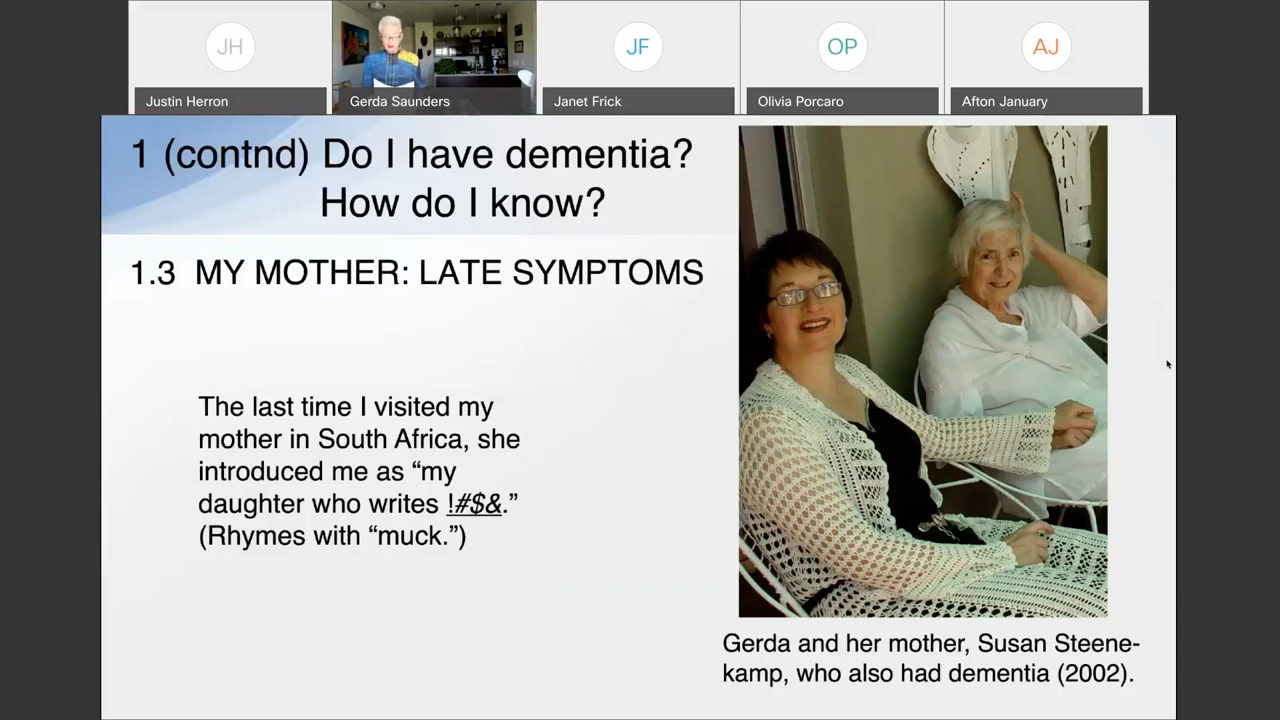 JH
JF
OP
AJ
Justin Herron
Gerda Saunders
Janet Frick
Olivia Porcaro
Afton January
1 (contnd) Do I have dementia?
How do I know?
1.3 MY MOTHER: LATE SYMPTOMS
The last time I visited my
mother in South Africa, she
introduced me as “my
daughter who writes !#$&.”
(Rhymes with “muck.”)
Gerda and her mother, Susan Steene-
kamp, who also had dementia (2002).